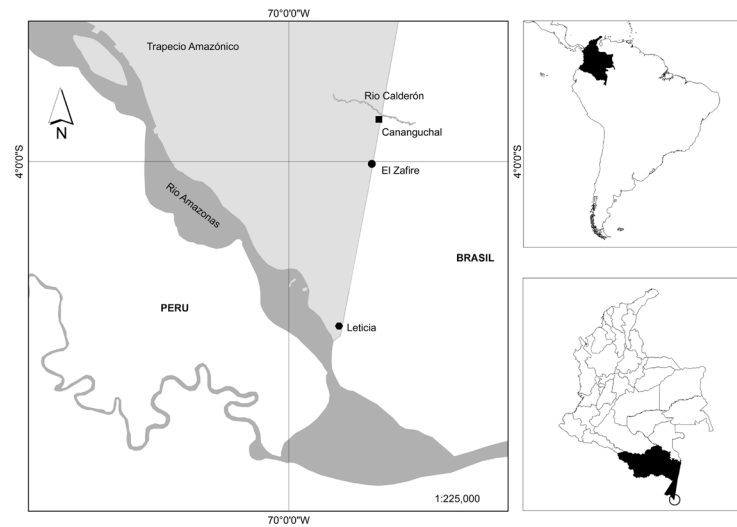 70°0'0"W
Trapecio Amazónico
Rio Calderón
N
Cananguchal
4°0'0"S
4°0'0"S
El Zafire
Rio Amazonas
BRASIL
PERU
Leticia
1:225,000
70°0'0"W